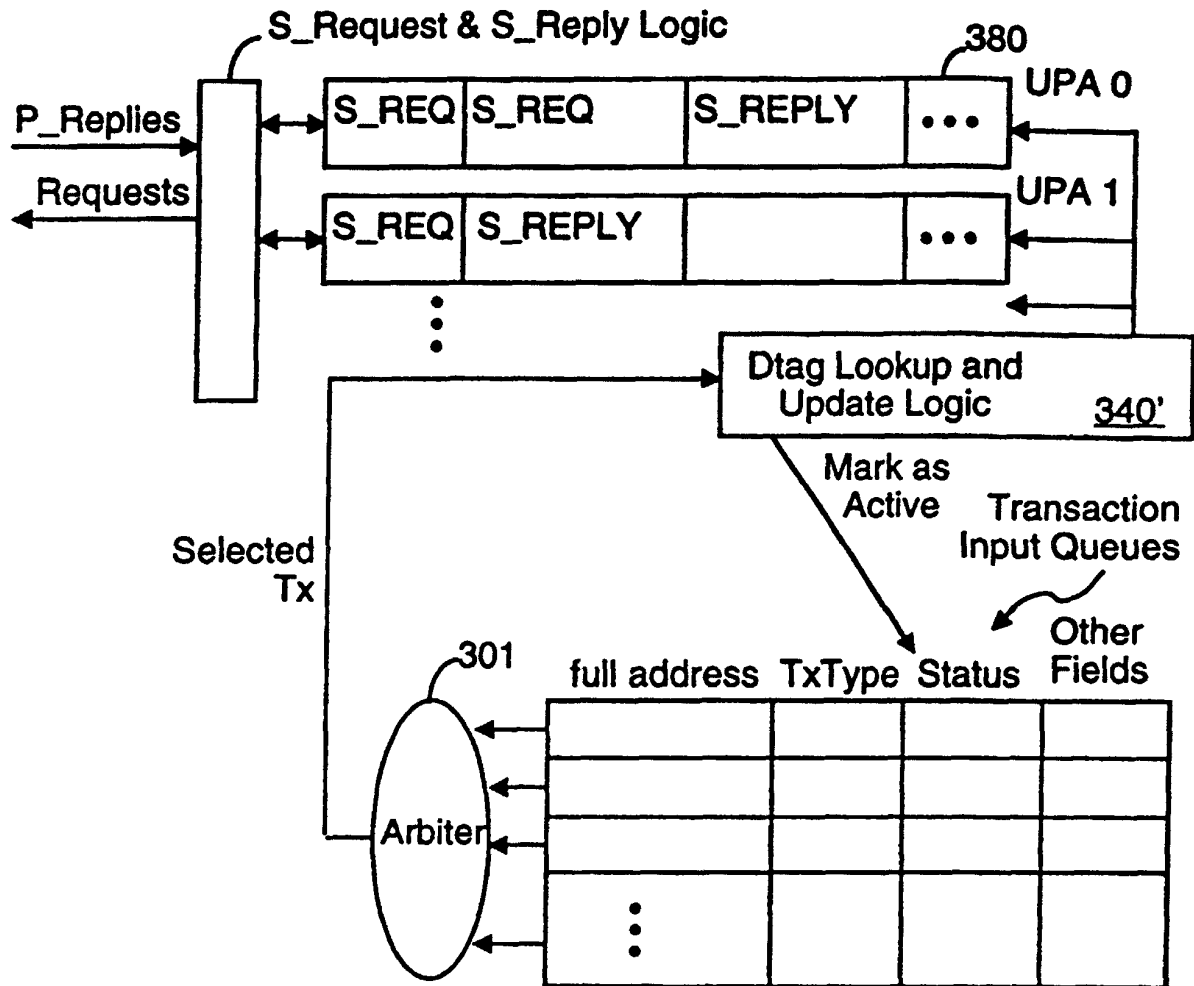 S_Request & S_Reply Logic
380
UPA 0
P_Replies
S_REQ S_REQ S_REPLY •••
Requests
UPA 1
S_REQ S_REPLY •••
Dtag Lookup and
Update Logic
340'
Mark as
Active
Transaction
Input Queues
Selected
Tx
301
full address TxType Status Other
Fields
Arbiter